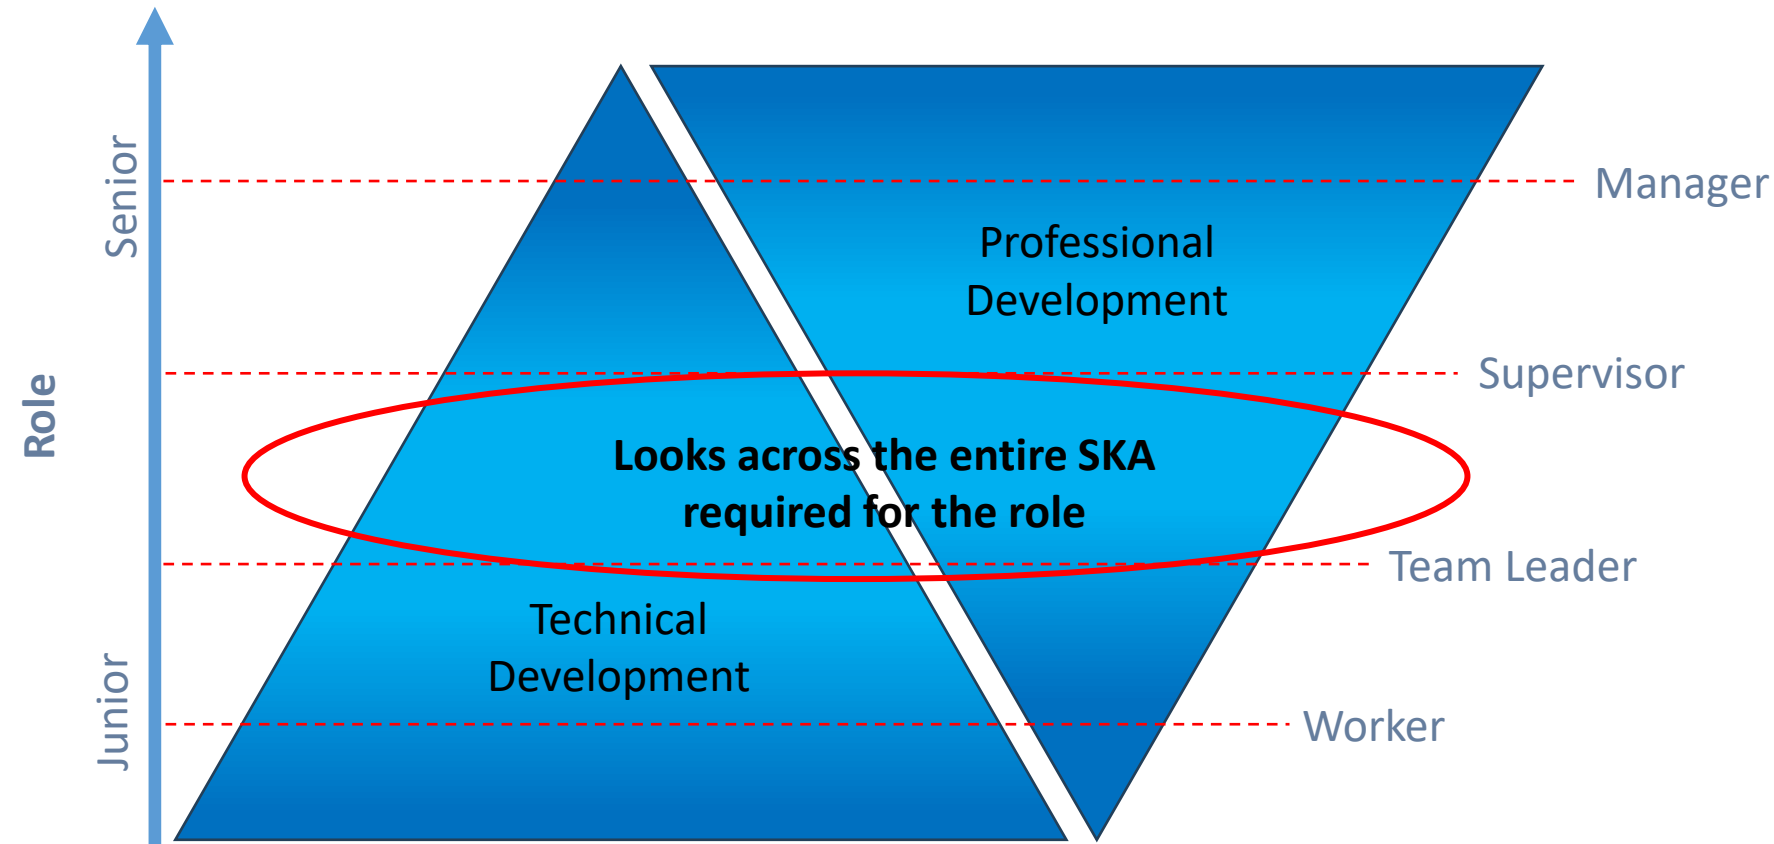 Senior
Manager
Professional
Development
Role
Supervisor
Looks across the entire SKA
required for the role
Team Leader
Technical
Development
Junior
Worker